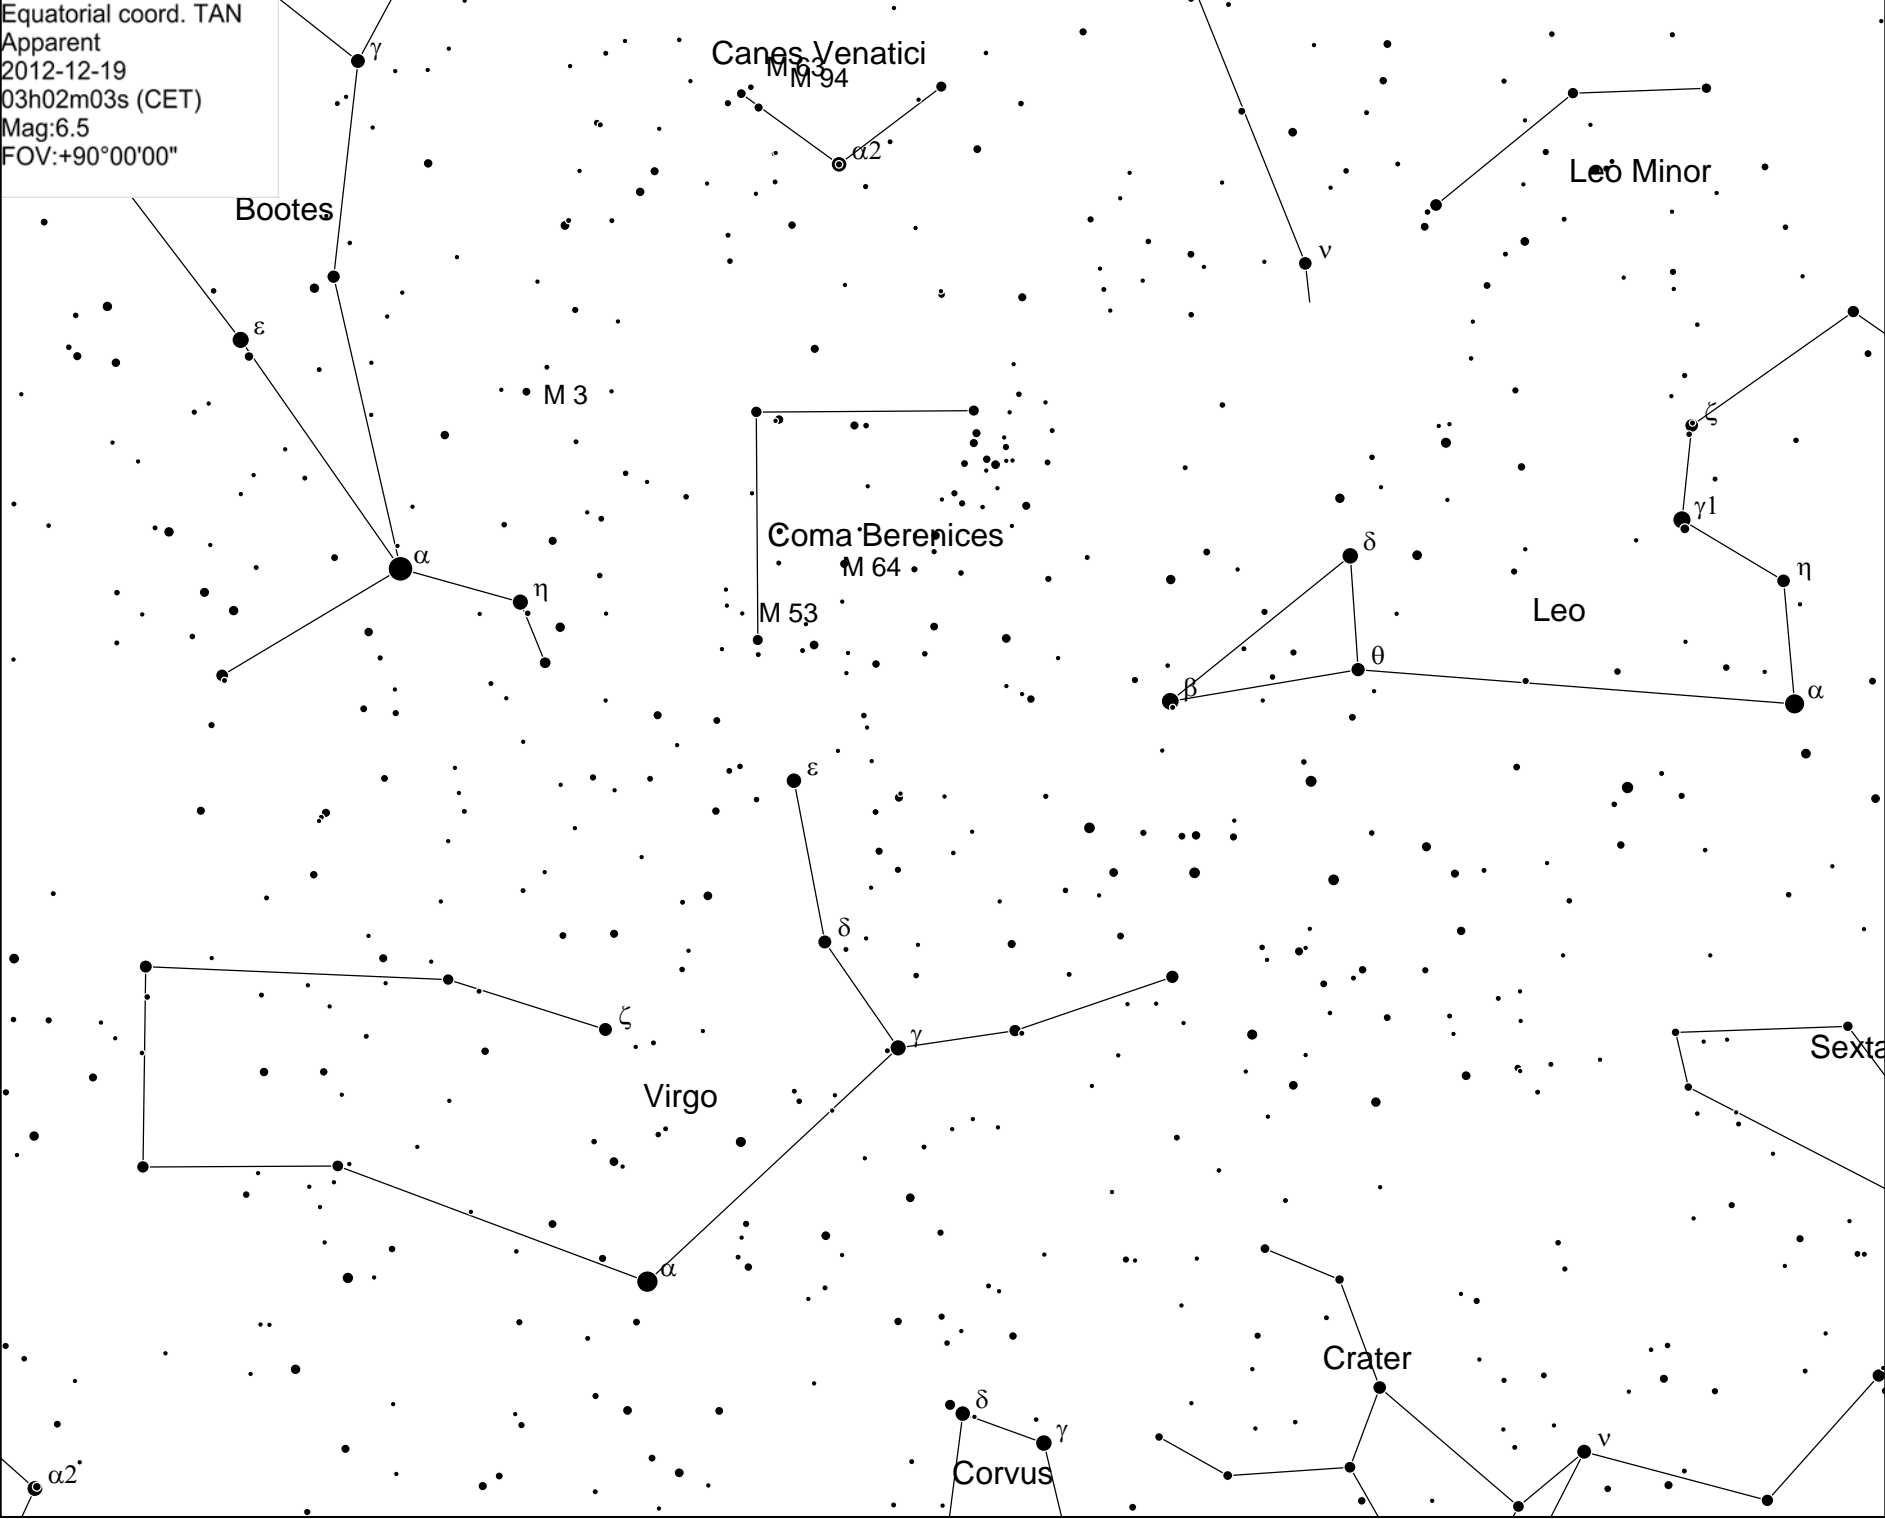 Equatorial coord. TAN
Apparent
2012-12-19
03h02m03s (CET)
Mag:6.5
FOV:+90°00'00"
γ
Canes Venatici
M 63
M 94
α2
Leo Minor
Bootes
ν
ε
M 3
ζ
γ1
Coma Berenices
δ
α
M 64
η
η
M 53
Leo
θ
β
α
ε
δ
ζ
γ
Sexta
Virgo
α
Crater
δ
γ
ν
α2
Corvus